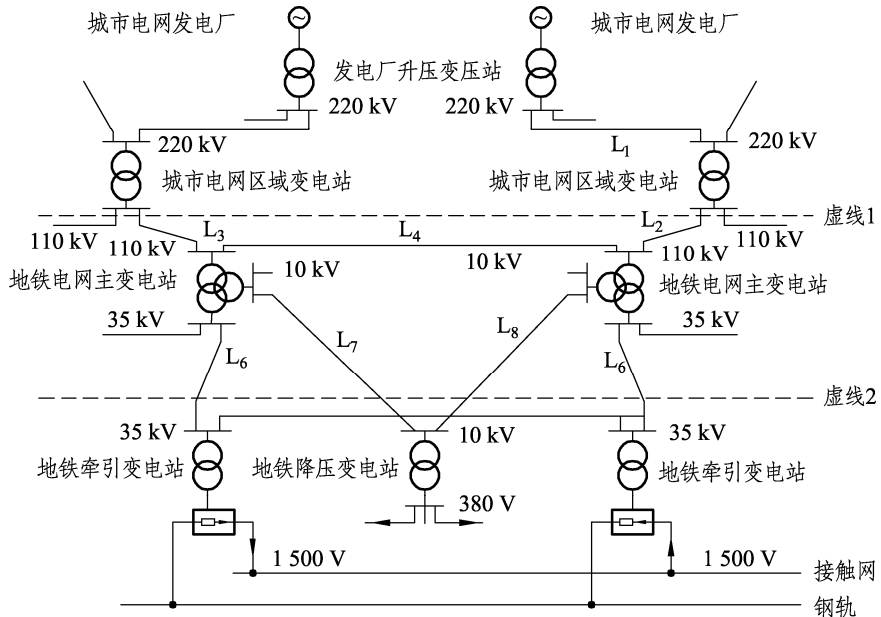 城市电网发电厂
城市电网发电厂
发电厂升压变压站
220 kV
220 kV
L1
220 kV
220 kV
城市电网区域变电站
城市电网区域变电站
虚线1
110 kV
110 kV
L3
L4
L2
110 kV
110 kV
地铁电网主变电站
10 kV
10 kV
地铁电网主变电站
35 kV
35 kV
L6
L7
L8
L6
虚线2
35 kV
10 kV
35 kV
地铁牵引变电站
地铁降压变电站
地铁牵引变电站
380 V
1 500 V
1 500 V
接触网
钢轨